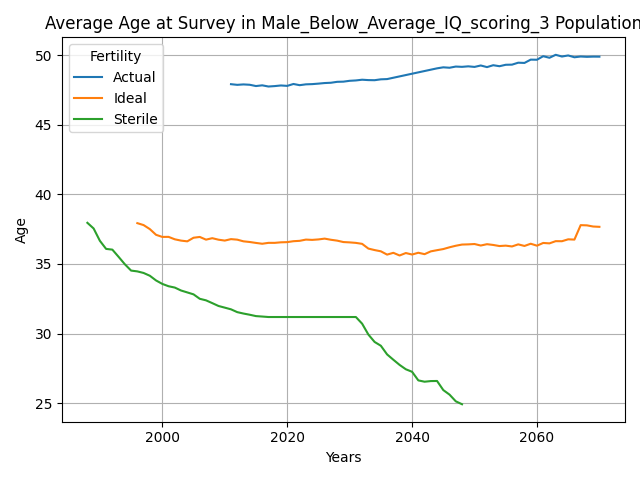 Average Age at Survey in Male_Below_Average_IQ_scoring_3 Population
Fertility
Actual
Ideal
Sterile
50
45
40
35
30
25
Age
2000 2020 2040 2060
Years